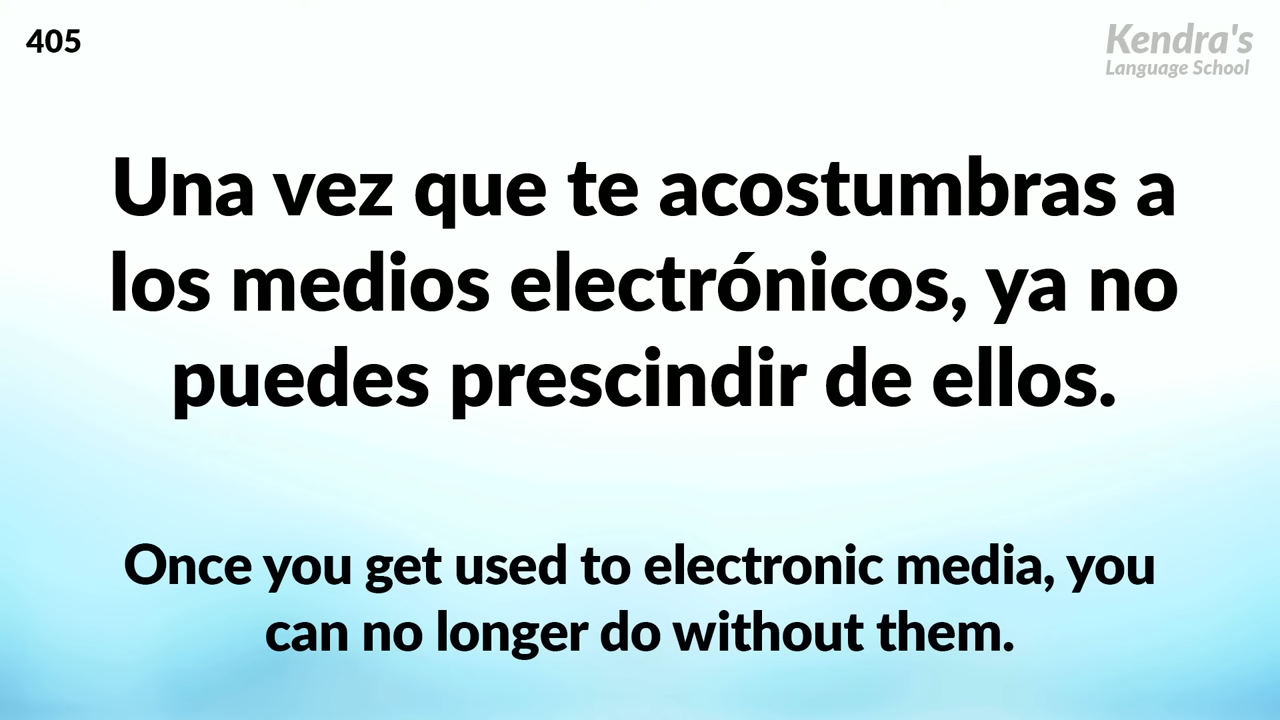 405
Kendra's
Language School
Una vez que te acostumbras a
los medios electrónicos, ya no
puedes prescindir de ellos.
Once you get used to electronic media, you
can no longer do without them.